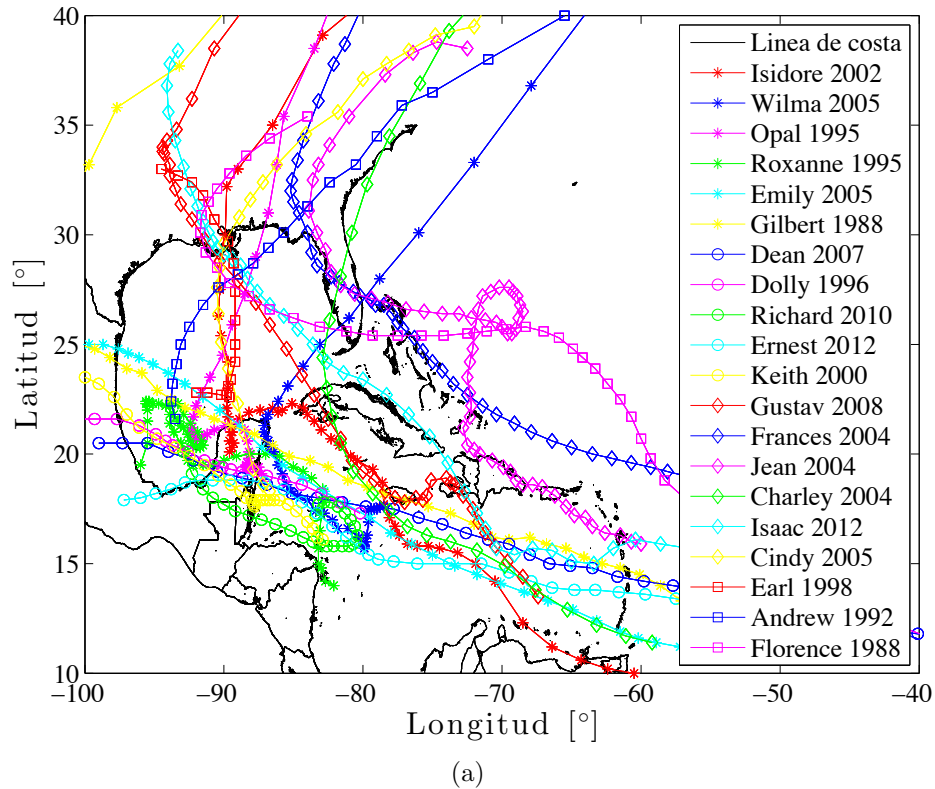 40
35
30
25
20
15
10
Latitud [°]
−100
−90
−80
−70
−60
−50
−40
Longitud [°]
Linea de costa
Isidore 2002
Wilma 2005
Opal 1995
Roxanne 1995
Emily 2005
Gilbert 1988
Dean 2007
Dolly 1996
Richard 2010
Ernest 2012
Keith 2000
Gustav 2008
Frances 2004
Jean 2004
Charley 2004
Isaac 2012
Cindy 2005
Earl 1998
Andrew 1992
Florence 1988
(a)